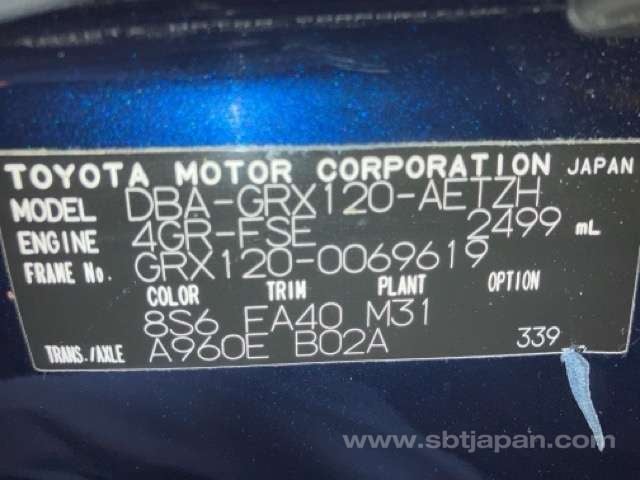 TOYOTA MOTOR CORPORATION JAPAN
MODEL DBA-GRX120-AETZH
ENGINE 4GR-FSE 2499 mL
FRAME No. GRX120-0069619
COLOR TRIM PLANT OPTION
8S6 FA40 M31
TRANS./AXLE A960E B02A 339
www.sbtjapan.com